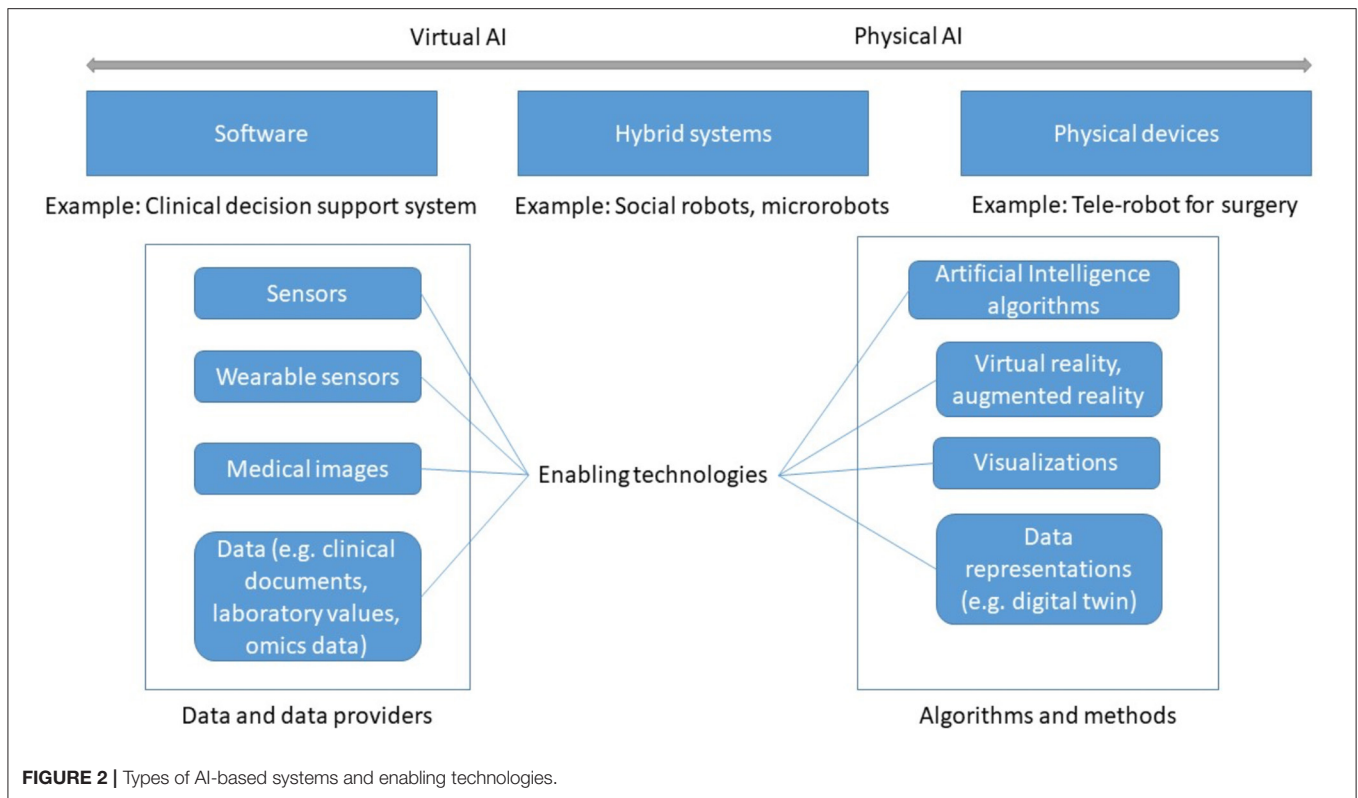 Virtual AI
Physical AI
Software
Hybrid systems
Physical devices
Example: Clinical decision support system
Example: Social robots, microrobots
Example: Tele-robot for surgery
Sensors
Wearable sensors
Medical images
Data (e.g. clinical
documents,
laboratory values,
omics data)
Data and data providers
Enabling technologies
Artificial Intelligence
algorithms
Virtual reality,
augmented reality
Visualizations
Data
representations
(e.g. digital twin)
Algorithms and methods
FIGURE 2 | Types of AI-based systems and enabling technologies.